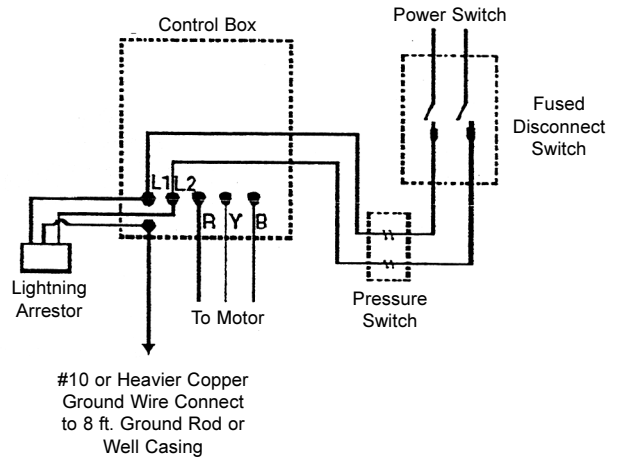 Power Switch
Control Box
Fused
Disconnect
Switch
L1 L2
R Y B
Lightning
Arrestor
To Motor
Pressure
Switch
#10 or Heavier Copper
Ground Wire Connect
to 8 ft. Ground Rod or
Well Casing